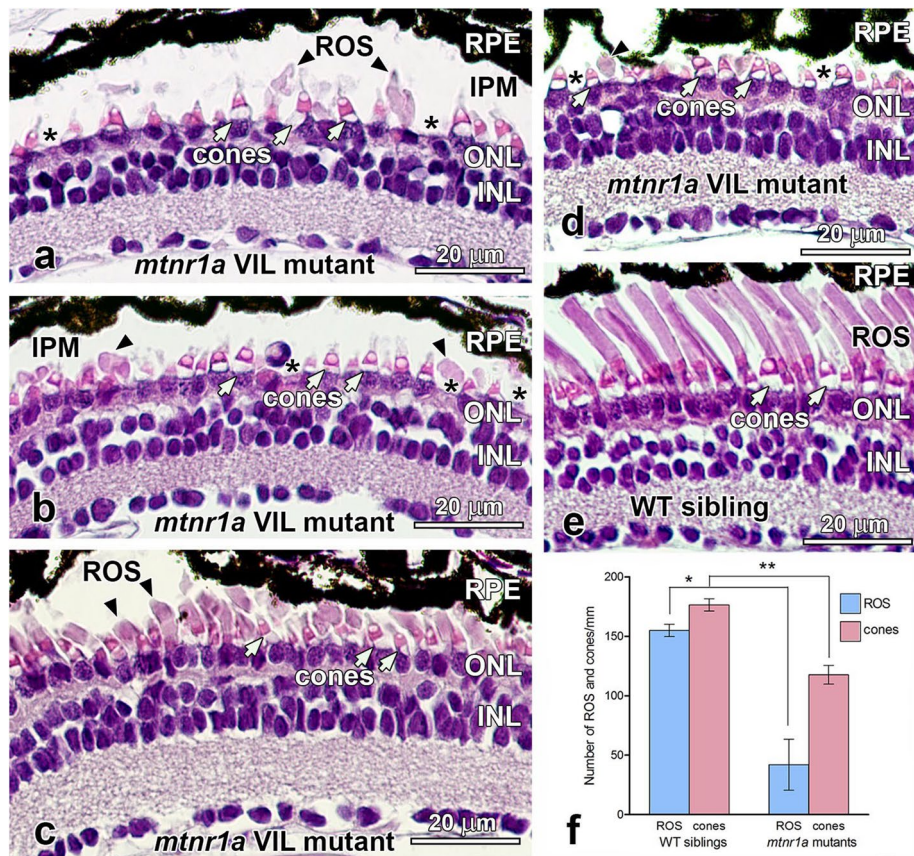 ROS
RPE
IPM
*
*
cones
ONL
INL
a
mtnr1a VIL mutant
20 µm
IPM
RPE
*
*
*
cones
ONL
INL
b
mtnr1a VIL mutant
20 µm
ROS
RPE
cones
ONL
INL
c
mtnr1a VIL mutant
20 µm
RPE
*
*
cones
ONL
INL
mtnr1a VIL mutant
d
20 µm
RPE
ROS
cones
ONL
INL
e
WT sibling
20 µm
200
150
100
50
0
Number of ROS and cones/mm
*
**
ROS
cones
f
ROS cones
WT siblings
ROS cones
mtnr1a mutants